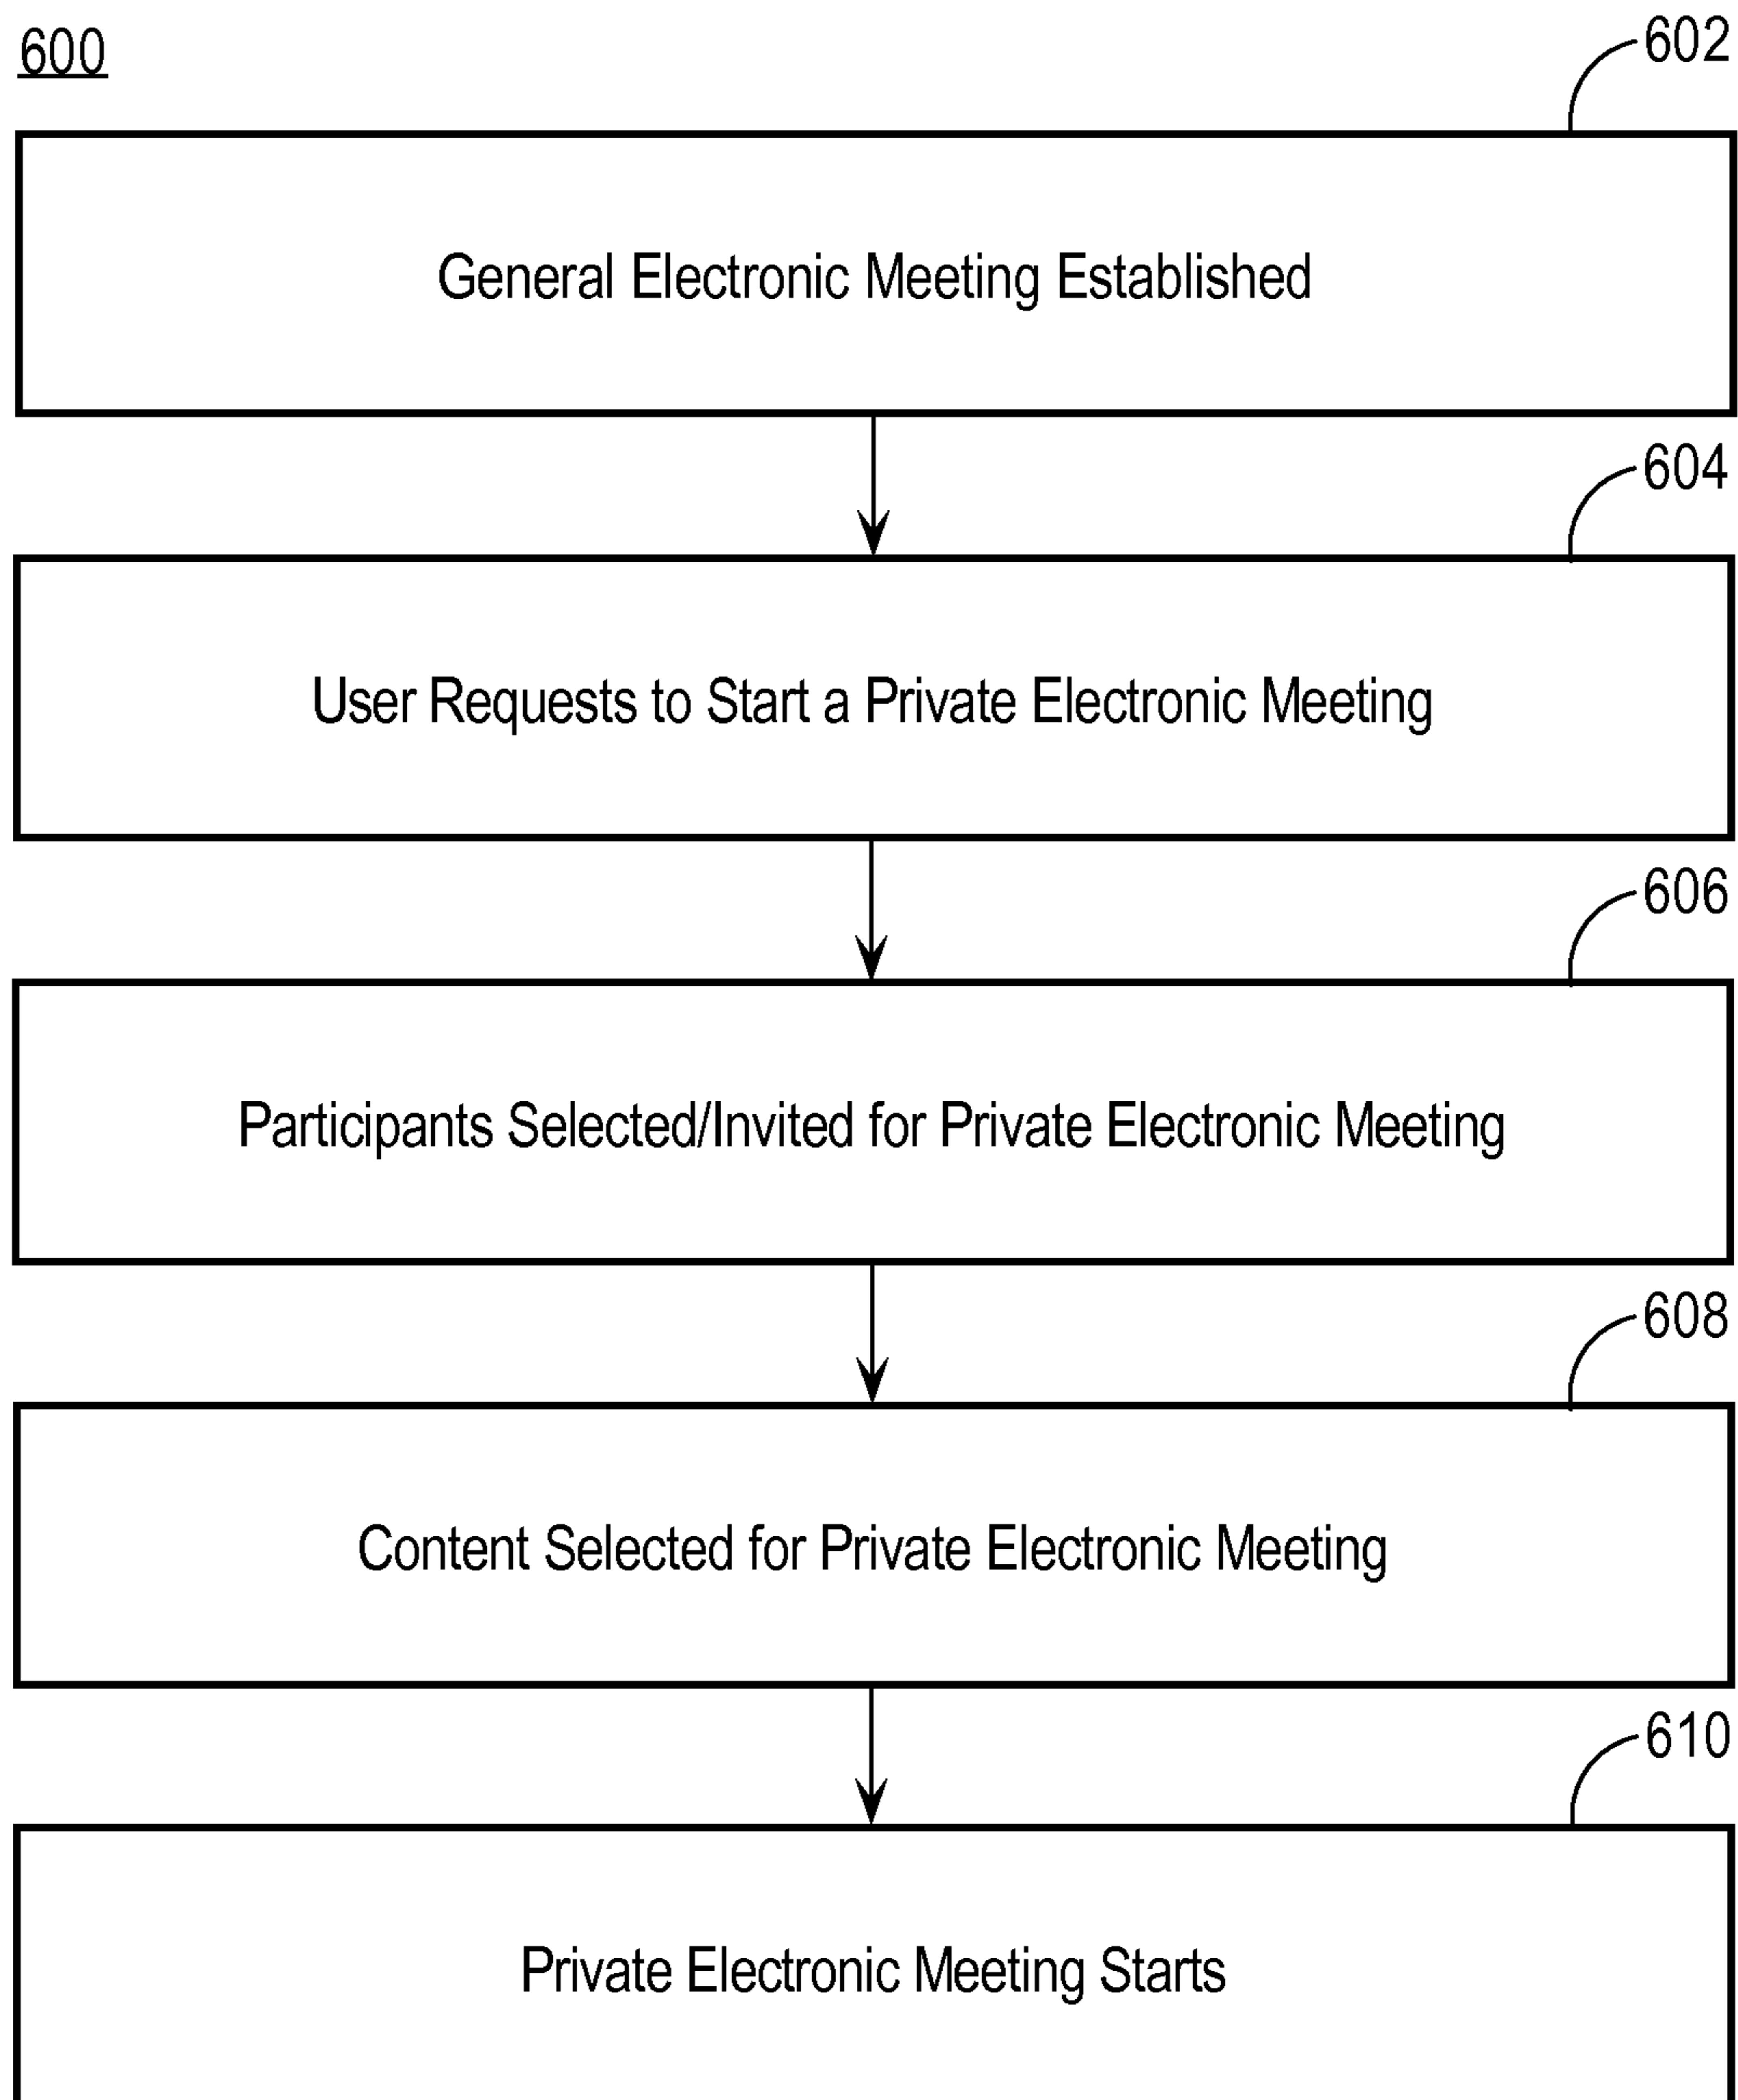 600
602
General Electronic Meeting Established
604
User Requests to Start a Private Electronic Meeting
606
Participants Selected/Invited for Private Electronic Meeting
608
Content Selected for Private Electronic Meeting
610
Private Electronic Meeting Starts